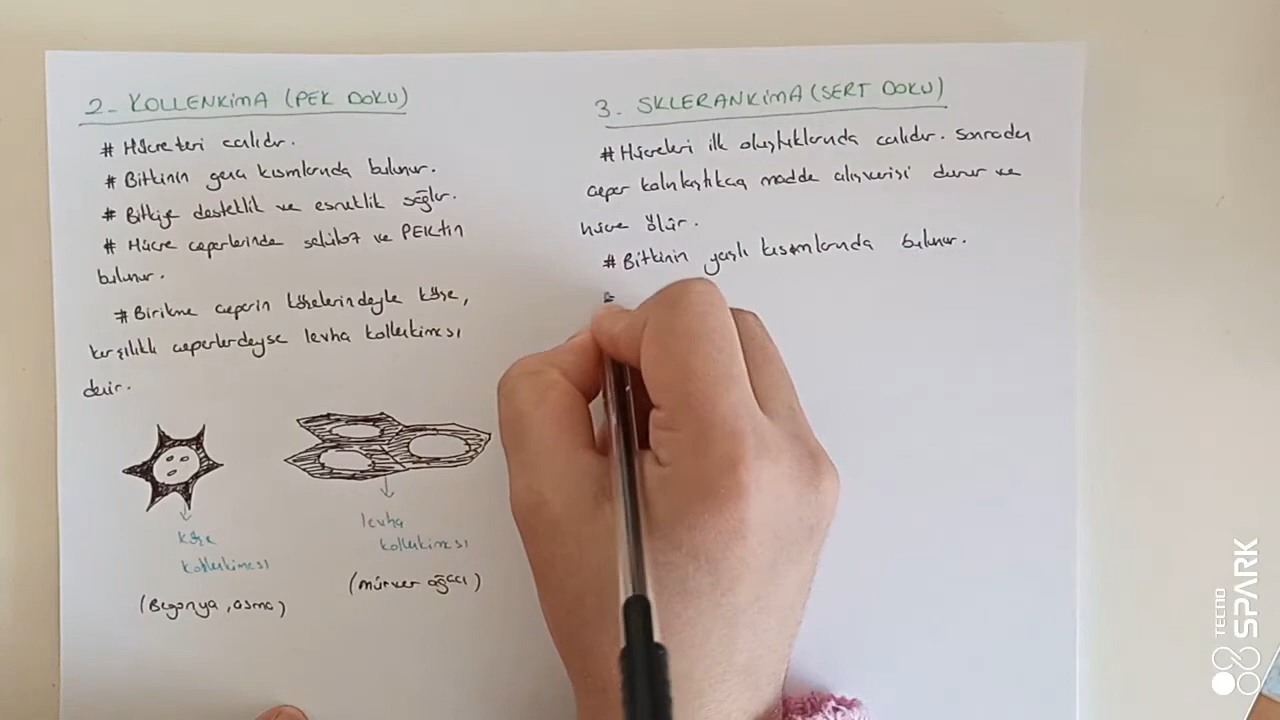 2- KOLLENKİMA (PEK DOKU)
# Hücreleri canlıdır.
# Bitkinin genç kısımlarında bulunur.
# Bitkiye desteklik ve esneklik sağlar.
# Hücre çeperlerinde selüloz ve PEKtin
bulunur.
# Birikme çeperin köşelerindeyse köşe,
karşılıklı çeperlerdeyse levha kollenkiması
denir.
köşe
kollenkiması
(Begonya, asma)
levha
kollenkiması
(mürver ağacı)
3. SKLERANKİMA (SERT DOKU)
# Hücreleri ilk oluştuklarında canlıdır. Sonradan
çeper kalınlaştıkça madde alışverişi durur ve
hücre ölür.
# Bitkinin yaşlı kısımlarında bulunur.
TECNO
SPARK